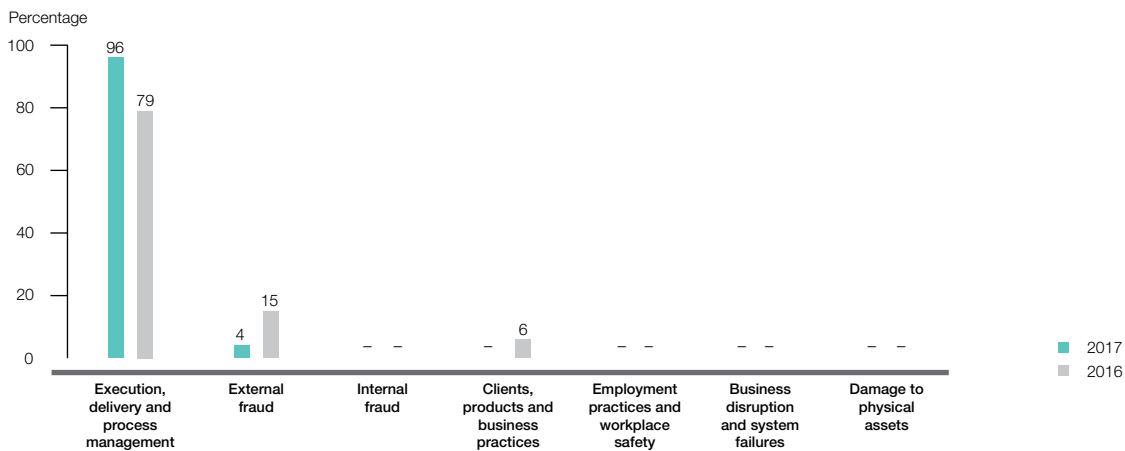 Percentage
100
80
60
40
20
0
96
79
4
15
– –
–
6
– –
– –
– –
Execution,
delivery and
process
management
External
fraud
Internal
fraud
Clients,
products and
business
practices
Employment
practices and
workplace
safety
Business
disruption
and system
failures
Damage to
physical
assets
2017
2016